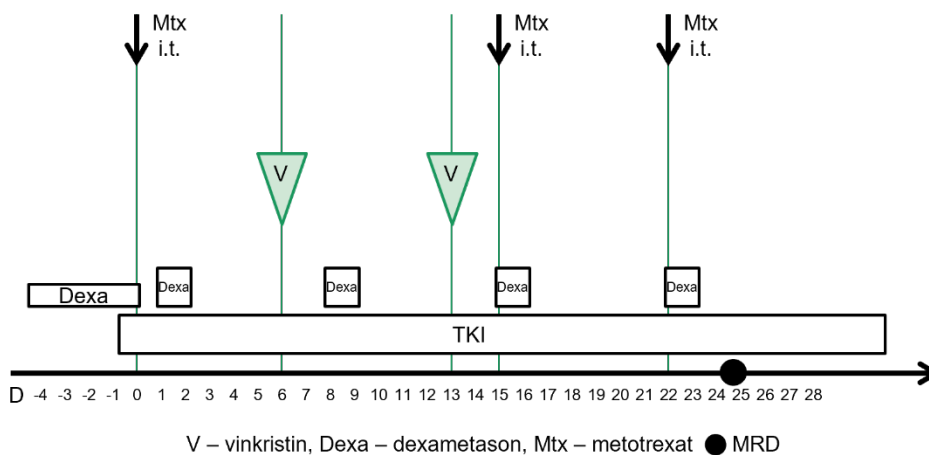 Mtx i.t. Mtx i.t. Mtx i.t.
V V
Dexa Dexa Dexa Dexa Dexa
TKI
D -4 -3 -2 -1 0 1 2 3 4 5 6 7 8 9 10 11 12 13 14 15 16 17 18 19 20 21 22 23 24 25 26 27 28
V – vinkristin, Dexa – dexametason, Mtx – metotrexat ● MRD